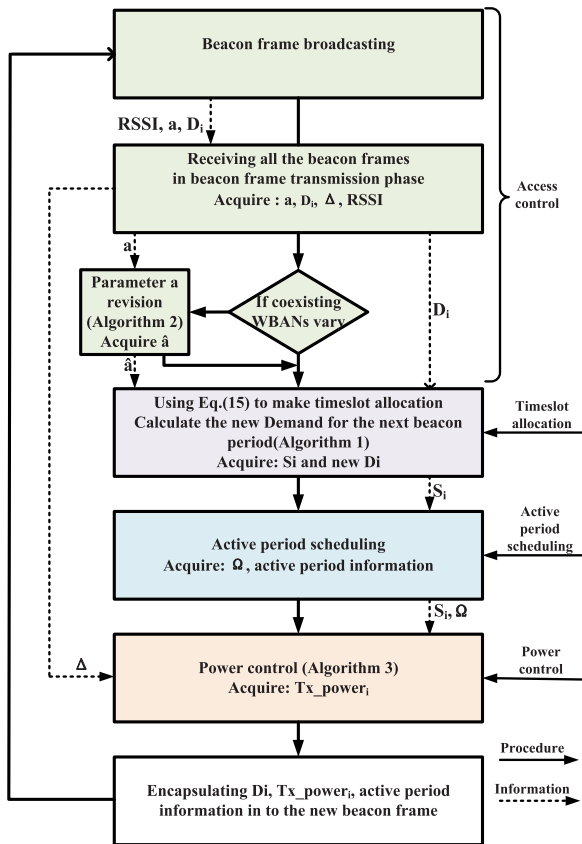 Beacon frame broadcasting
RSSI, a, Di
Receiving all the beacon frames
in beacon frame transmission phase
Acquire : a, Di, Δ, RSSI
Access
control
a
Parameter a
revision
(Algorithm 2)
Acquire â
If
coexisting
WBANs vary
Di
â
Using Eq.(15) to make timeslot allocation
Calculate the new Demand for the next beacon
period(Algorithm 1)
Acquire: Si and new Di
Timeslot
allocation
Si
Active period scheduling
Acquire: Ω, active period information
Active
period
scheduling
Si, Ω
Δ
Power control (Algorithm 3)
Acquire: Tx_poweri
Power
control
Encapsulating Di, Tx_poweri, active period
information in to the new beacon frame
Procedure
Information